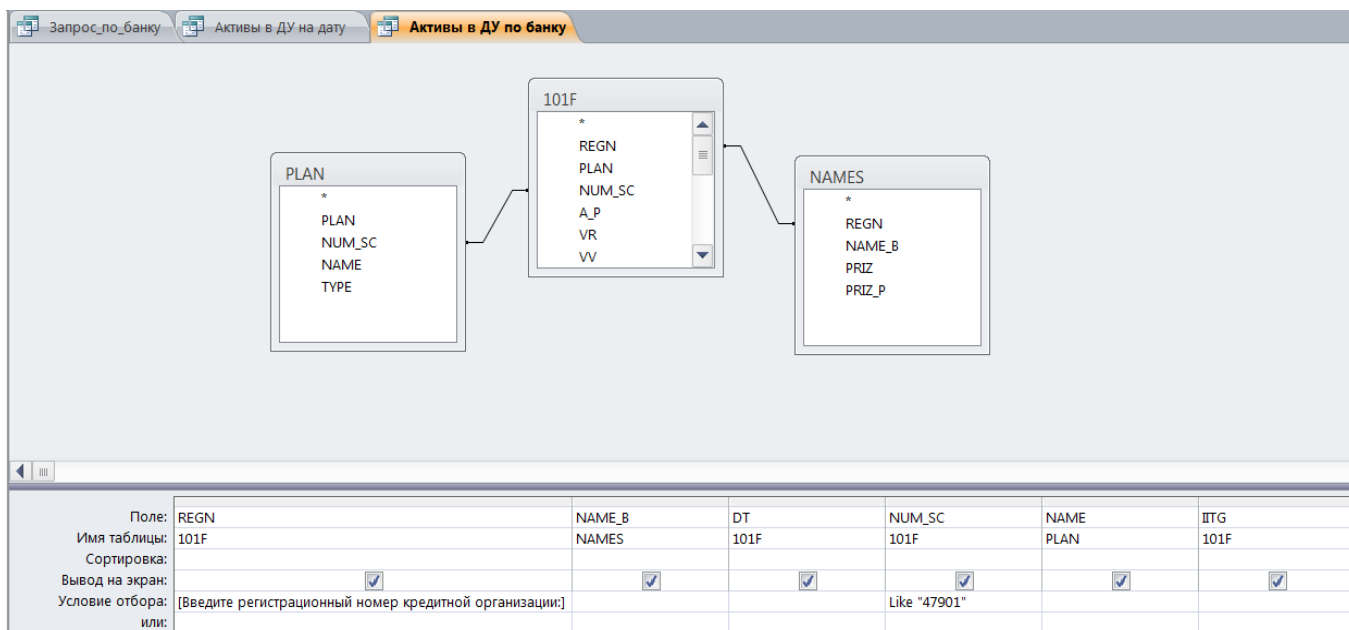 Запрос_по_банку Активы в ДУ на дату Активы в ДУ по банку
101F
*
REGN
PLAN
NUM_SC
A_P
VR
VV
PLAN
*
PLAN
NUM_SC
NAME
TYPE
NAMES
*
REGN
NAME_B
PRIZ
PRIZ_P
Поле: REGN NAME_B DT NUM_SC NAME IITG
Имя таблицы: 101F NAMES 101F 101F PLAN 101F
Сортировка:
Вывод на экран:
Условие отбора: [Введите регистрационный номер кредитной организации:] Like "47901"
или: